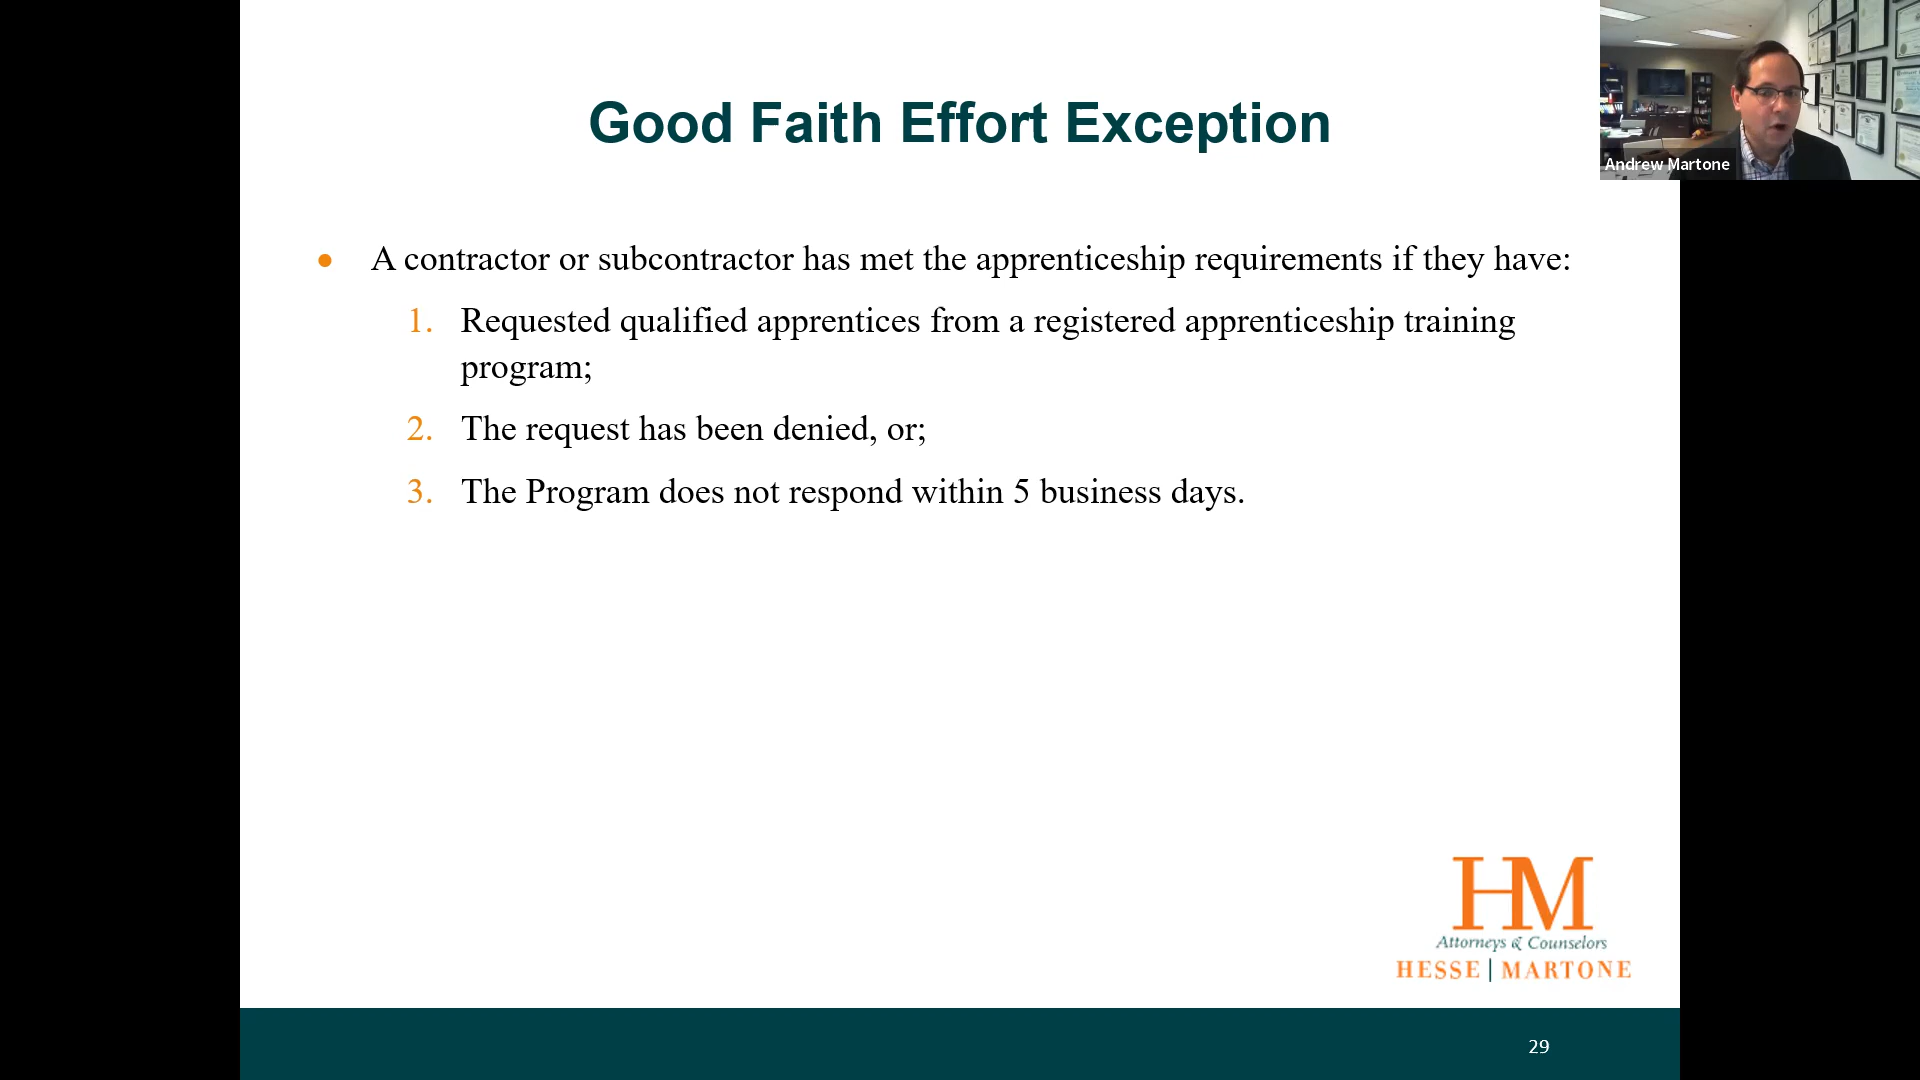 Good Faith Effort Exception
Andrew Martone
• A contractor or subcontractor has met the apprenticeship requirements if they have:
1. Requested qualified apprentices from a registered apprenticeship training
program;
2. The request has been denied, or;
3. The Program does not respond within 5 business days.
HM
Attorneys & Counselors
HESSE | MARTONE
29